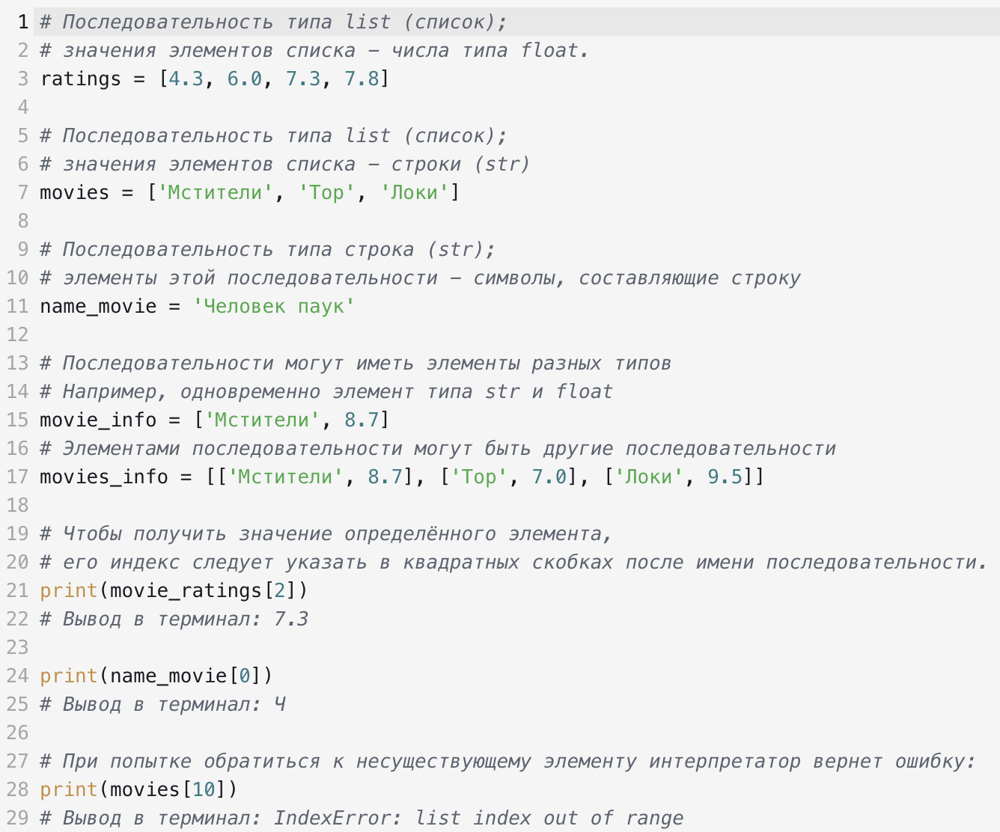 1 # Последовательность типа list (список);
2 # значения элементов списка — числа типа float.
3 ratings = [4.3, 6.0, 7.3, 7.8]
4
5 # Последовательность типа list (список);
6 # значения элементов списка — строки (str)
7 movies = ['Мстители', 'Тор', 'Локи']
8
9 # Последовательность типа строка (str);
10 # элементы этой последовательности — символы, составляющие строку
11 name_movie = 'Человек паук'
12
13 # Последовательности могут иметь элементы разных типов
14 # Например, одновременно элемент типа str и float
15 movie_info = ['Мстители', 8.7]
16 # Элементами последовательности могут быть другие последовательности
17 movies_info = [['Мстители', 8.7], ['Тор', 7.0], ['Локи', 9.5]]
18
19 # Чтобы получить значение определённого элемента,
20 # его индекс следует указать в квадратных скобках после имени последовательности.
21 print(movie_ratings[2])
22 # Вывод в терминал: 7.3
23
24 print(name_movie[0])
25 # Вывод в терминал: Ч
26
27 # При попытке обратиться к несуществующему элементу интерпретатор вернет ошибку:
28 print(movies[10])
29 # Вывод в терминал: IndexError: list index out of range